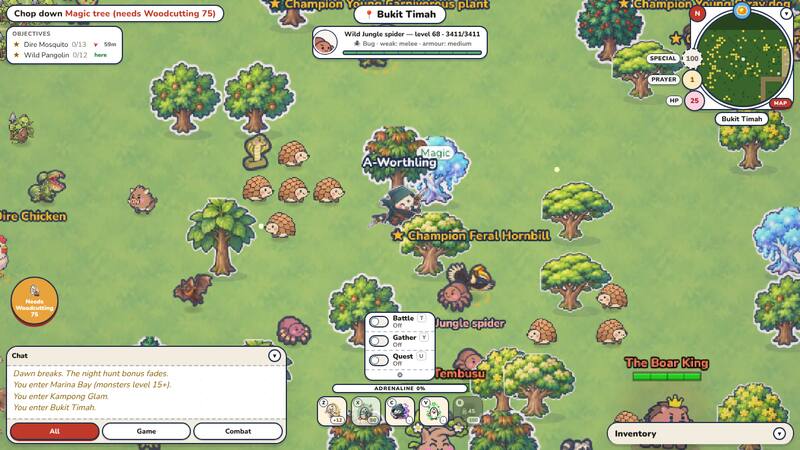 Champion Young Carnivorous plant
Chop down Magic tree (needs Woodcutting 75)
OBJECTIVES
Dire Mosquito 0/13 59m
Wild Pangolin 0/12 here
Bukit Timah
Wild Jungle spider — level 68 · 3411/3411
Bug · weak: melee · armour: medium
N
SPECIAL 100
PRAYER 1
HP 25
MAP
Bukit Timah
Magic
A-Worthling
Dire Chicken
Champion Feral Hornbill
Needs
Woodcutting
75
Jungle spider
Battle T
Off
Gather Y
Off
Quest U
Off
Tembusu
The Boar King
ADRENALINE 0%
Z
X
C
V
B
+12
50
45
Chat
Dawn breaks. The night hunt bonus fades.
You enter Marina Bay (monsters level 15+).
You enter Kampong Glam.
You enter Bukit Timah.
All
Game
Combat
Inventory